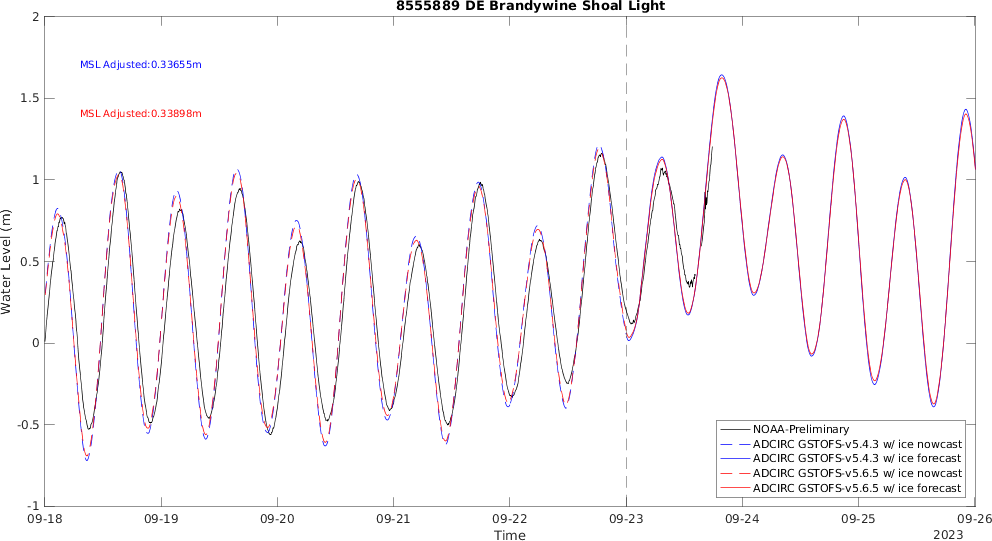 8555889 DE Brandywine Shoal Light
MSL Adjusted:0.33655m
MSL Adjusted:0.33898m
Water Level (m)
2
1.5
1
0.5
0
-0.5
-1
NOAA-Preliminary
ADCIRC GSTOFS-v5.4.3 w/ ice nowcast
ADCIRC GSTOFS-v5.4.3 w/ ice forecast
ADCIRC GSTOFS-v5.6.5 w/ ice nowcast
ADCIRC GSTOFS-v5.6.5 w/ ice forecast
09-18 09-19 09-20 09-21 09-22 09-23 09-24 09-25 09-26
Time
2023